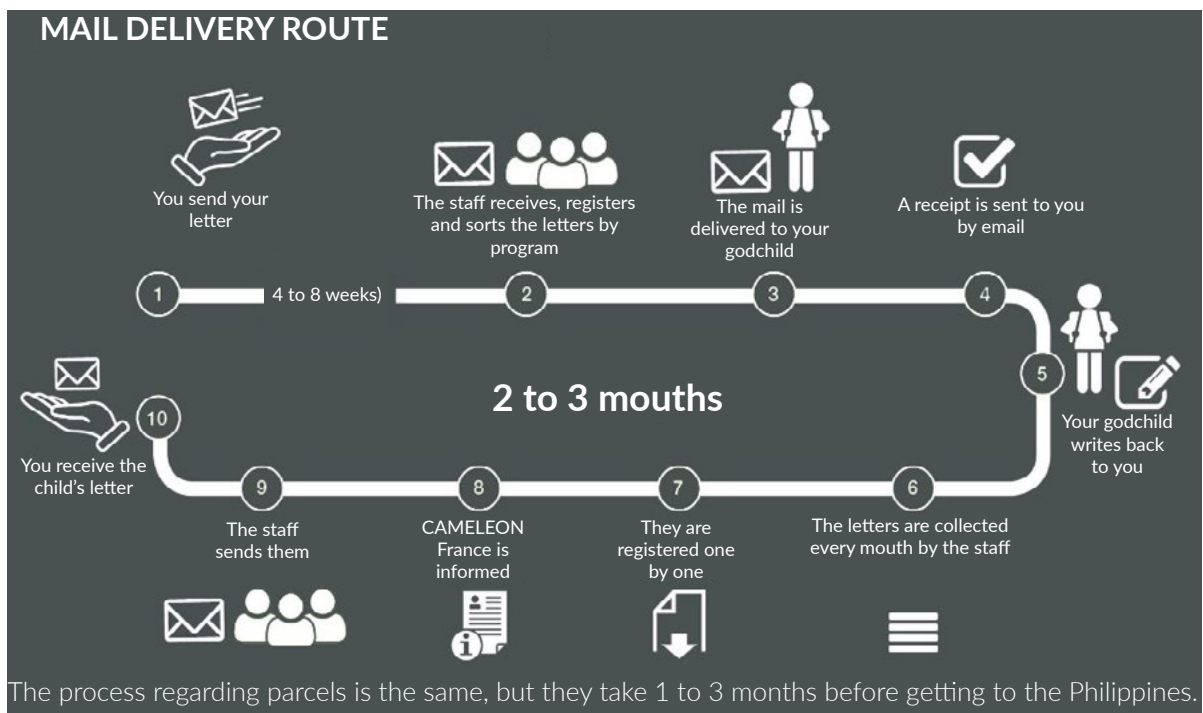 MAIL DELIVERY ROUTE
You send your
letter
The staff receives, registers
and sorts the letters by
program
The mail is
delivered to your
godchild
A receipt is sent to you
by email
1
4 to 8 weeks)
2
3
4
5
Your godchild
writes back
to you
2 to 3 mouths
10
You receive the
child's letter
9
The staff
sends them
8
CAMELEON
France is
informed
7
They are
registered one
by one
6
The letters are collected
every mouth by the staff
i
The process regarding parcels is the same, but they take 1 to 3 months before getting to the Philippines.